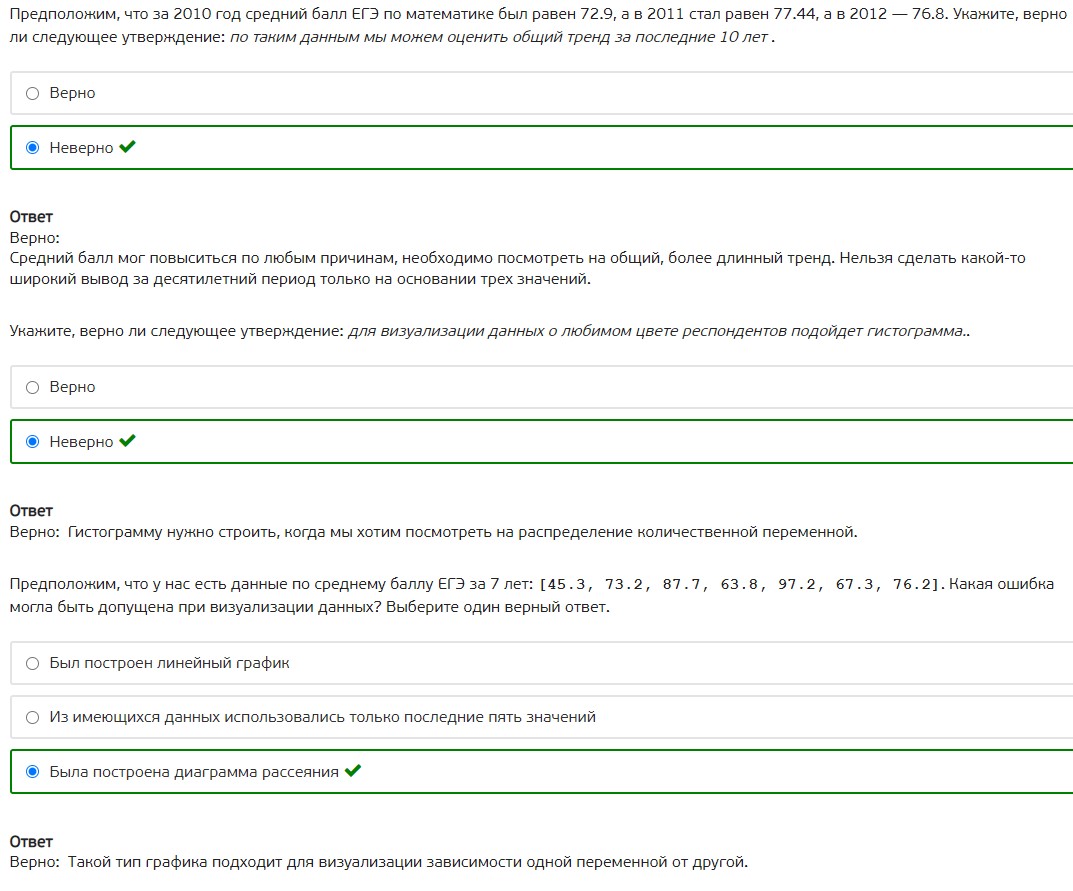 Предположим, что за 2010 год средний балл ЕГЭ по математике был равен 72.9, а в 2011 стал равен 77.44, а в 2012 — 76.8. Укажите, верно
ли следующее утверждение: по таким данным мы можем оценить общий тренд за последние 10 лет .
Верно
Неверно
Ответ
Верно:
Средний балл мог повыситься по любым причинам, необходимо посмотреть на общий, более длинный тренд. Нельзя сделать какой-то
широкий вывод за десятилетний период только на основании трех значений.
Укажите, верно ли следующее утверждение: для визуализации данных о любимом цвете респондентов подойдет гистограмма..
Верно
Неверно
Ответ
Верно: Гистограмму нужно строить, когда мы хотим посмотреть на распределение количественной переменной.
Предположим, что у нас есть данные по среднему баллу ЕГЭ за 7 лет: [45.3, 73.2, 87.7, 63.8, 97.2, 67.3, 76.2]. Какая ошибка
могла быть допущена при визуализации данных? Выберите один верный ответ.
Был построен линейный график
Из имеющихся данных использовались только последние пять значений
Была построена диаграмма рассеяния
Ответ
Верно: Такой тип графика подходит для визуализации зависимости одной переменной от другой.